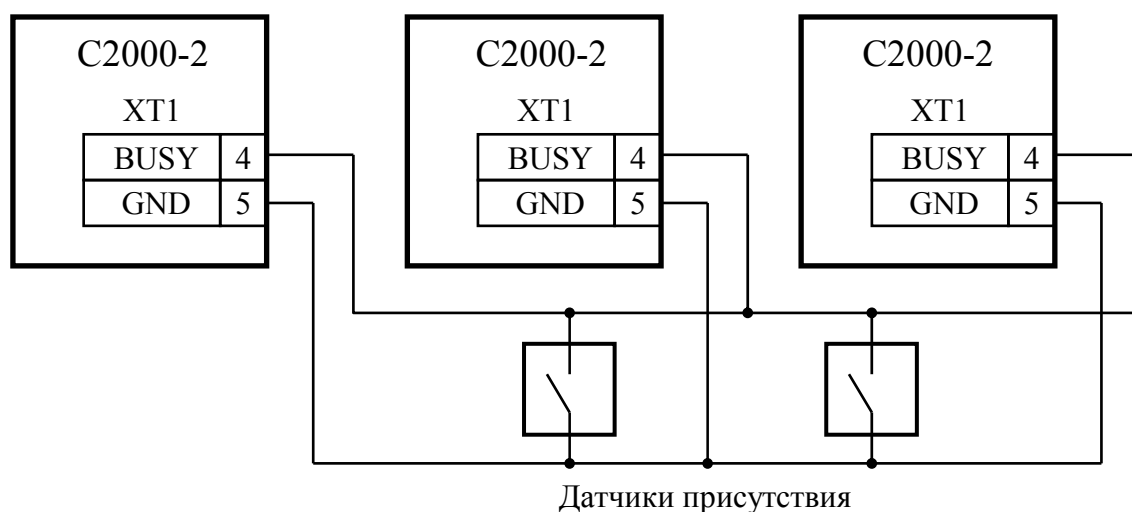 С2000-2 С2000-2 С2000-2
XT1 XT1 XT1
BUSY 4 BUSY 4 BUSY 4
GND 5 GND 5 GND 5
Датчики присутствия